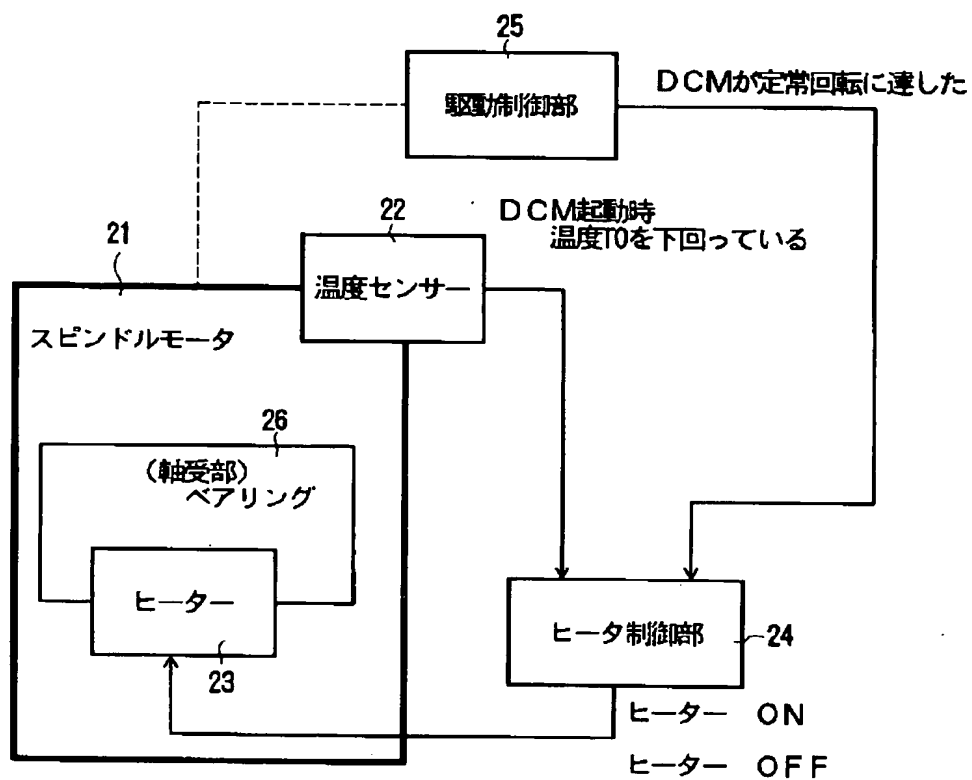 25
駆動制御部
DCMが定常回転に達した
22
DCM起動時
温度T0を下回っている
21
温度センサー
スピンドルモータ
26
(軸受部)
ベアリング
ヒーター
23
ヒータ制御部
24
ヒーター ON
ヒーター OFF